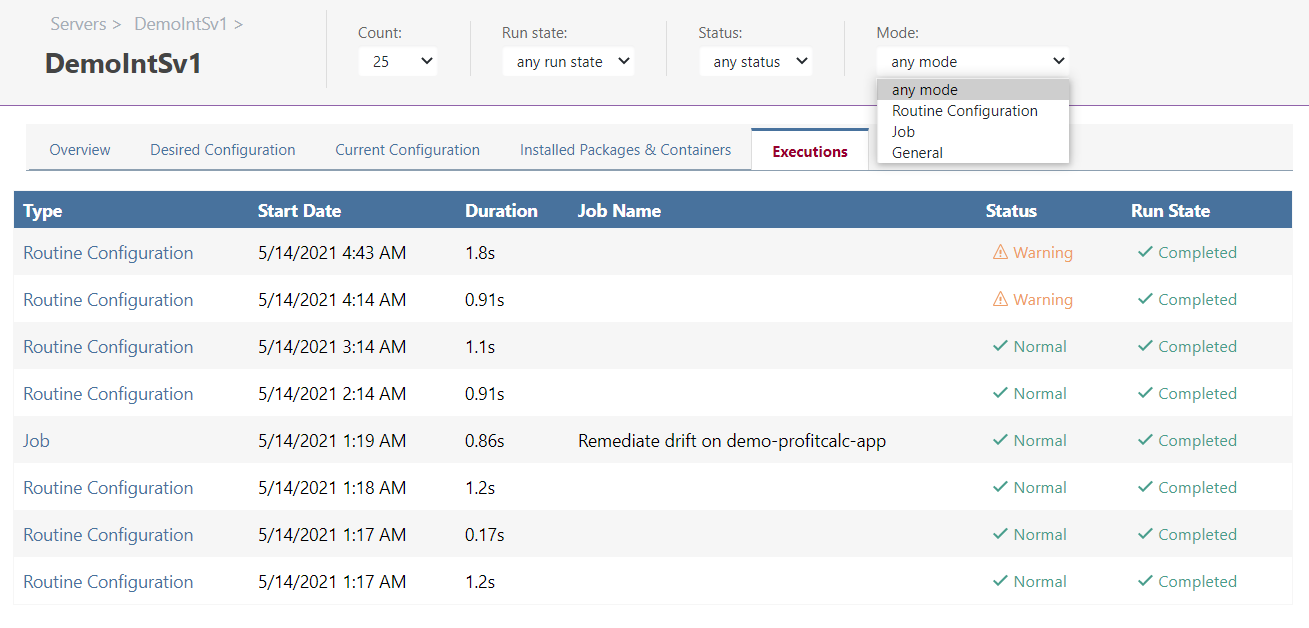 Servers > DemoIntSv1 >
DemoIntSv1
Count:
25
Run state:
any run state
Status:
any status
Mode:
any mode
any mode
Routine Configuration
Job
General
Overview Desired Configuration Current Configuration Installed Packages & Containers Executions
Type Start Date Duration Job Name Status Run State
Routine Configuration 5/14/2021 4:43 AM 1.8s Warning Completed
Routine Configuration 5/14/2021 4:14 AM 0.91s Warning Completed
Routine Configuration 5/14/2021 3:14 AM 1.1s Normal Completed
Routine Configuration 5/14/2021 2:14 AM 0.91s Normal Completed
Job 5/14/2021 1:19 AM 0.86s Remediate drift on demo-profitcalc-app Normal Completed
Routine Configuration 5/14/2021 1:18 AM 1.2s Normal Completed
Routine Configuration 5/14/2021 1:17 AM 0.17s Normal Completed
Routine Configuration 5/14/2021 1:17 AM 1.2s Normal Completed